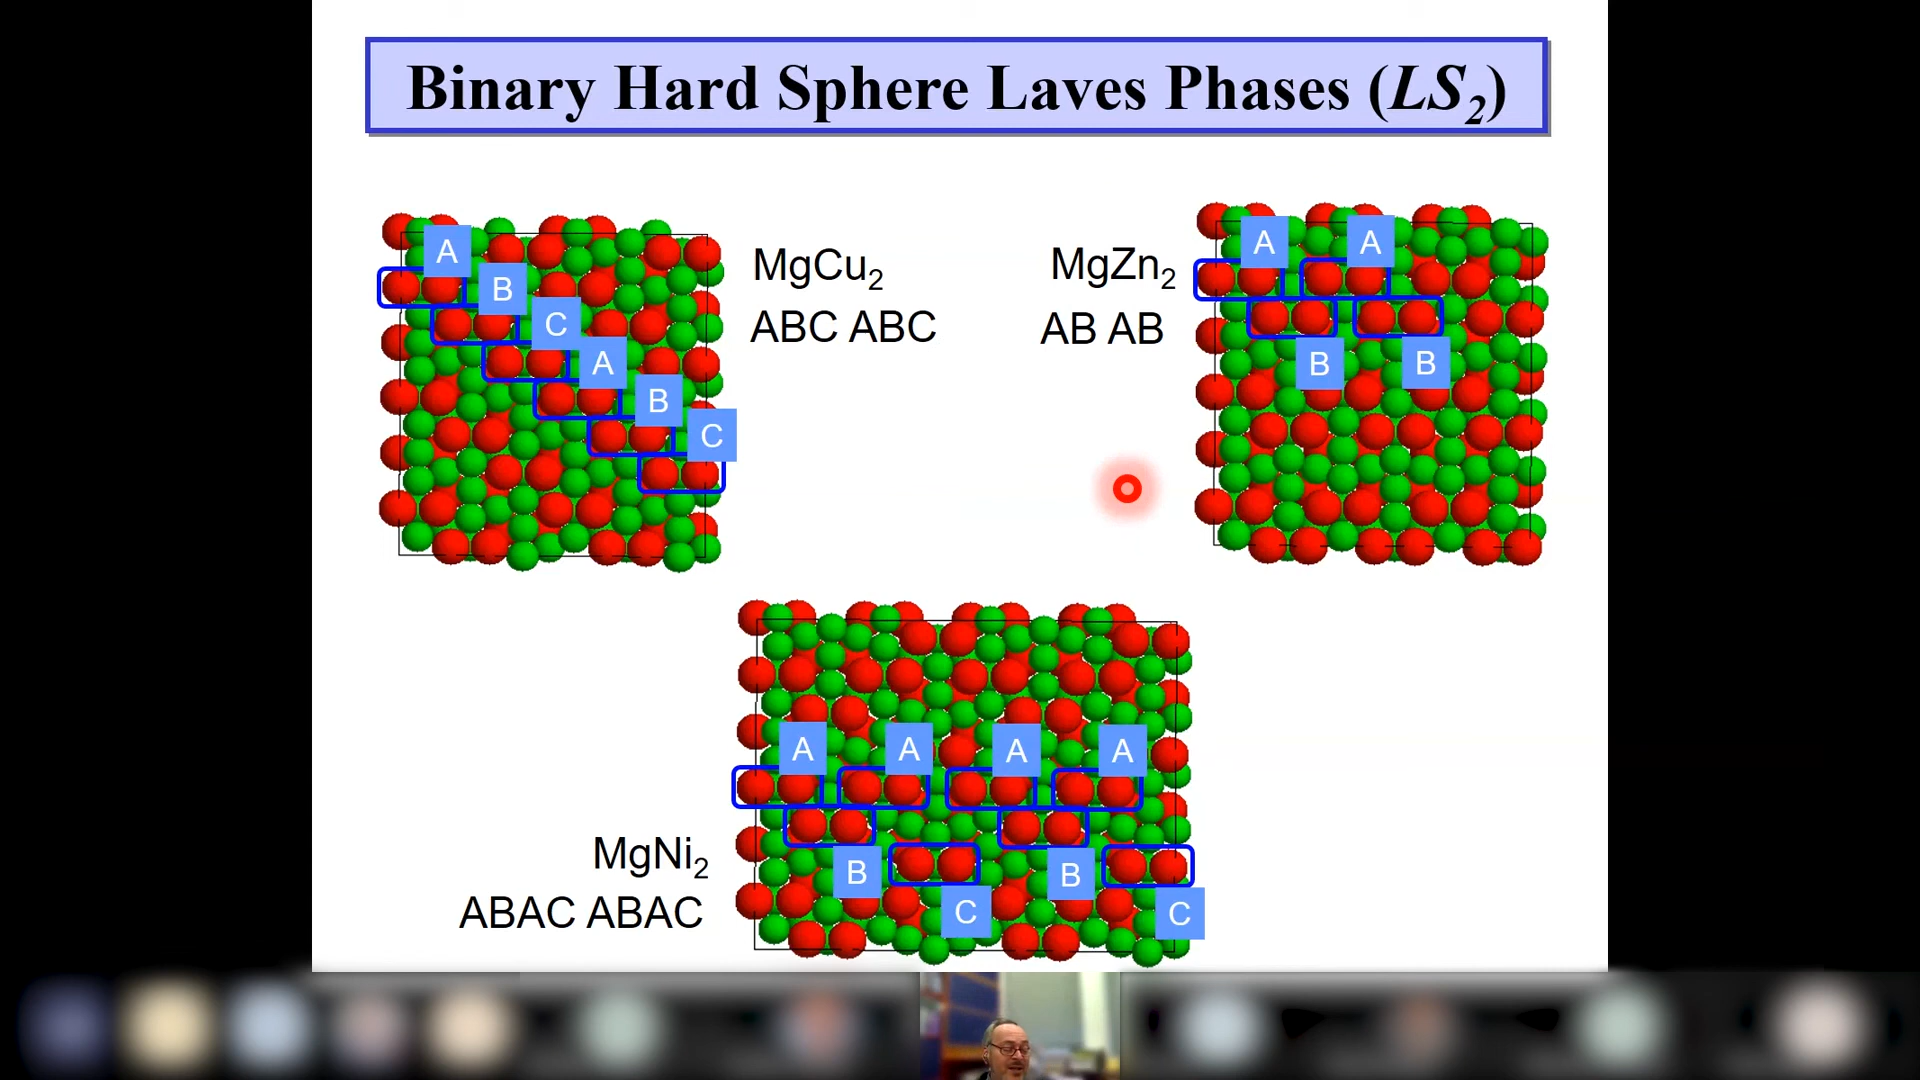 Binary Hard Sphere Laves Phases (LS₂)
A
B
C
A
B
C
MgCu₂
ABC ABC
MgZn₂
AB AB
A
A
B
B
A
A
A
A
B
C
B
C
MgNi₂
ABAC ABAC